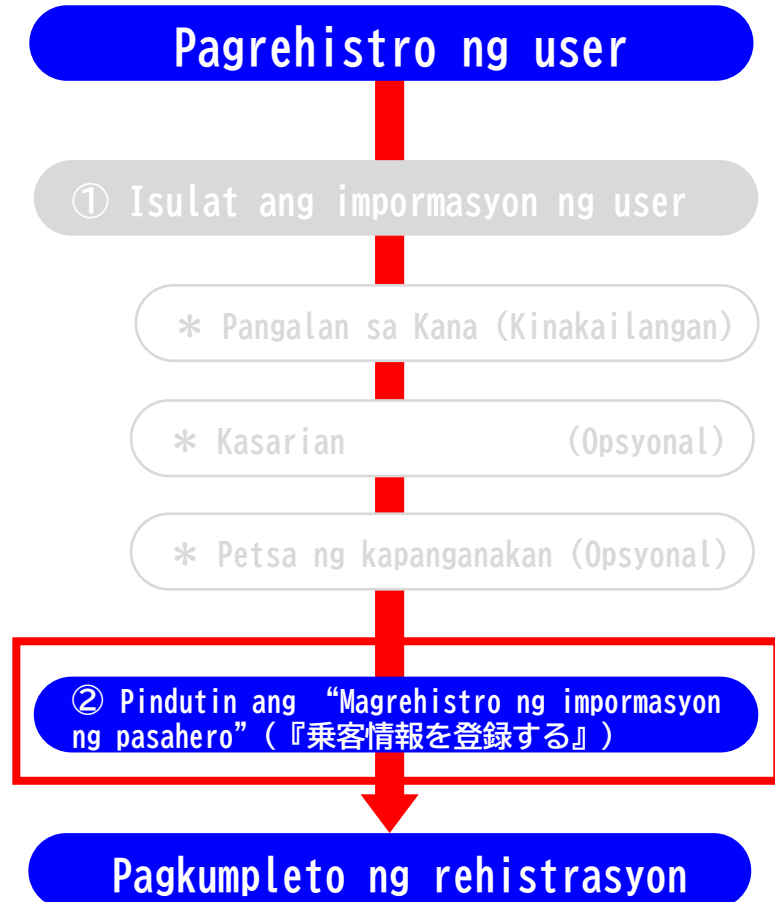 Pagrehistro ng user
① Isulat ang impormasyon ng user
＊ Pangalan sa Kana (Kinakailangan)
＊ Kasarian (Opsyonal)
＊ Petsa ng kapanganakan (Opsyonal)
② Pindutin ang “Magrehistro ng impormasyon
ng pasahero”(『乗客情報を登録する』)
Pagkumpleto ng rehistrasyon